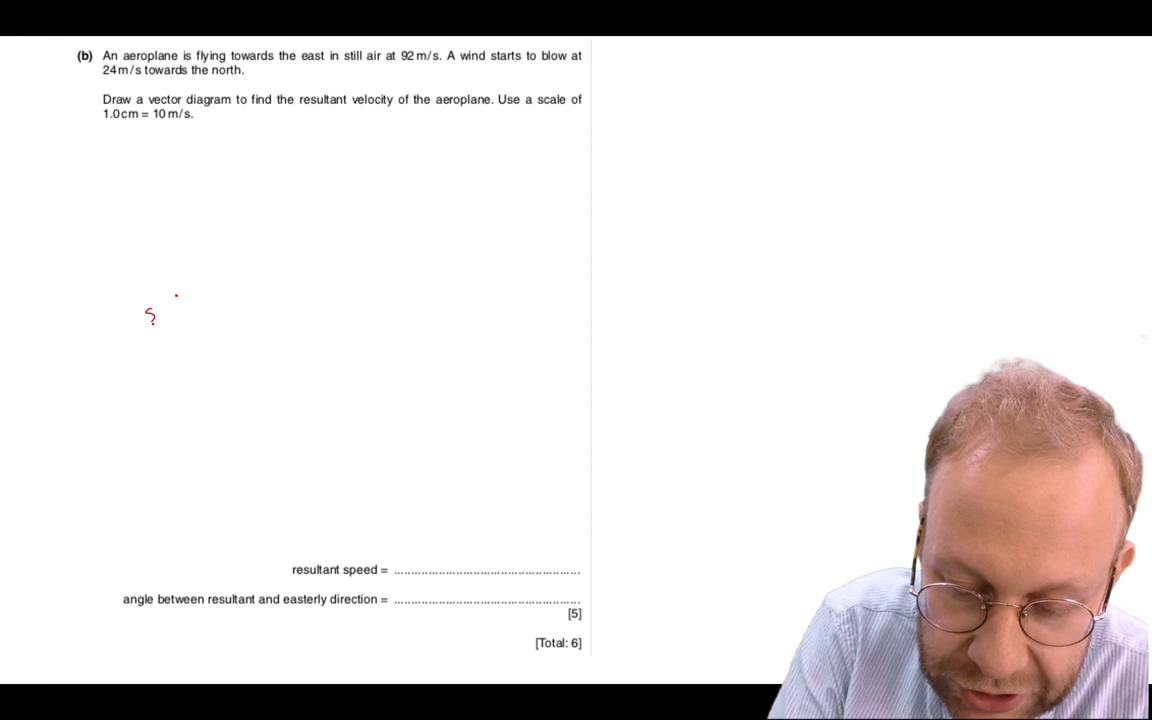 (b) An aeroplane is flying towards the east in still air at 92 m/s. A wind starts to blow at
24 m/s towards the north.
Draw a vector diagram to find the resultant velocity of the aeroplane. Use a scale of
1.0 cm = 10 m/s.
resultant speed = ........................................................
angle between resultant and easterly direction = ........................................................
[5]
[Total: 6]